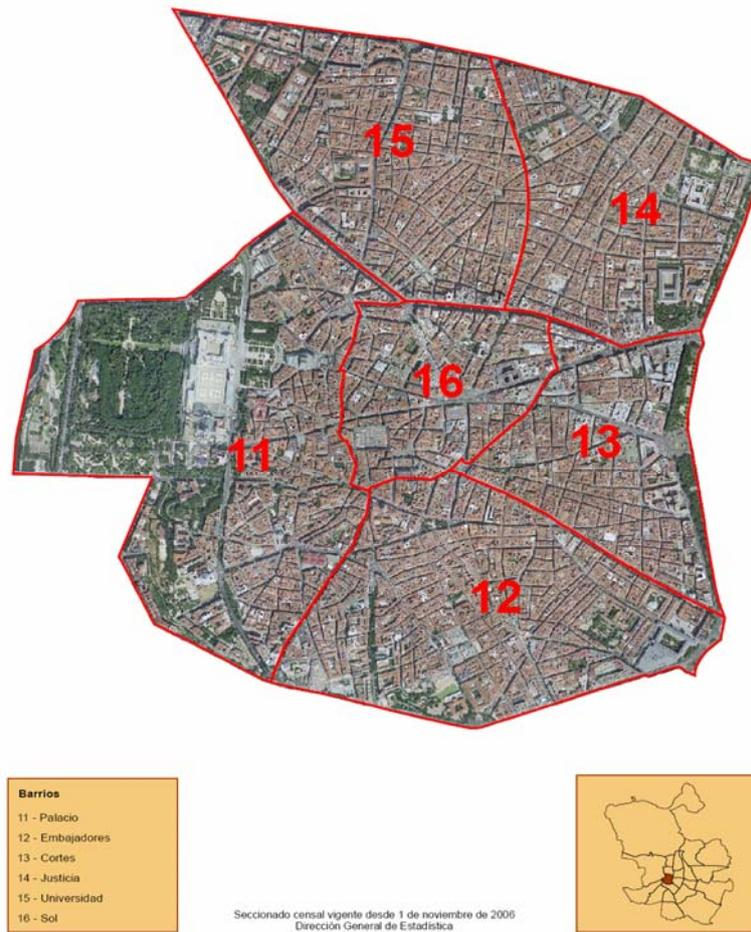 15
14
16
13
11
12
Barrios
11 - Palacio
12 - Embajadores
13 - Cortes
14 - Justicia
15 - Universidad
16 - Sol
Seccionado censal vigente desde 1 de noviembre de 2006
Dirección General de Estadística